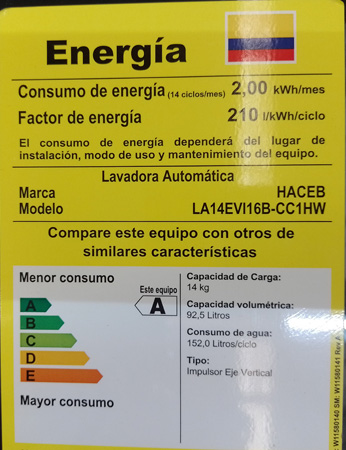 Energía
Consumo de energía (14 ciclos/mes) 2,00 kWh/mes
Factor de energía 210 l/kWh/ciclo
El consumo de energía dependerá del lugar de
instalación, modo de uso y mantenimiento del equipo.
Lavadora Automática
Marca HACEB
Modelo LA14EVI16B-CC1HW
Compare este equipo con otros de
similares características
Menor consumo
Este equipo
A
A
B
C
D
E
Mayor consumo
Capacidad de Carga:
14 kg
Capacidad volumétrica:
92,5 Litros
Consumo de agua:
152,0 Litros/ciclo
Tipo:
Impulsor Eje Vertical
W11580140 SM: W11580141 Rev A